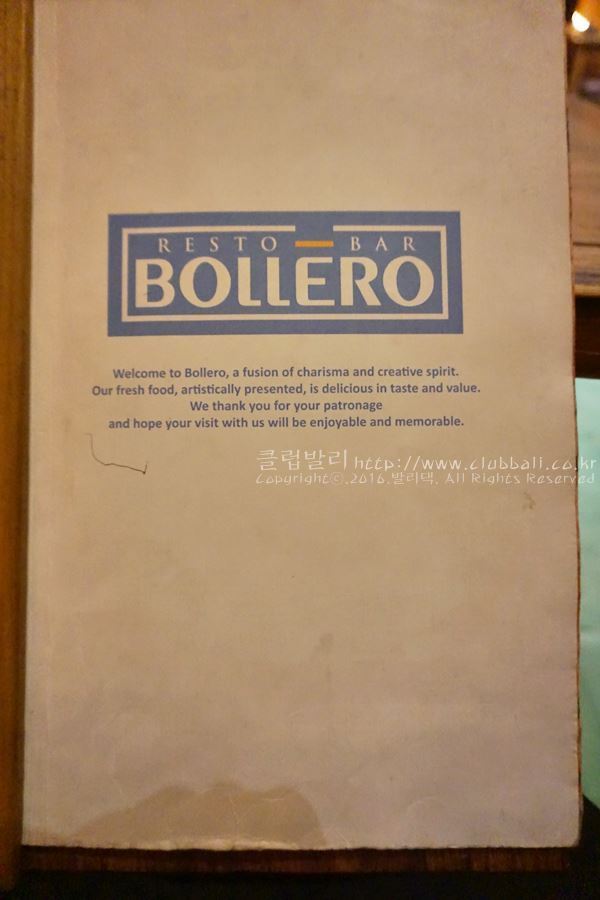 RESTO BAR
BOLLERO
Welcome to Bollero, a fusion of charisma and creative spirit.
Our fresh food, artistically presented, is delicious in taste and value.
We thank you for your patronage
and hope your visit with us will be enjoyable and memorable.
클럽발리 http://www.clubbali.co.kr
Copyrightⓒ.2016.발리댁. All Rights Reserved